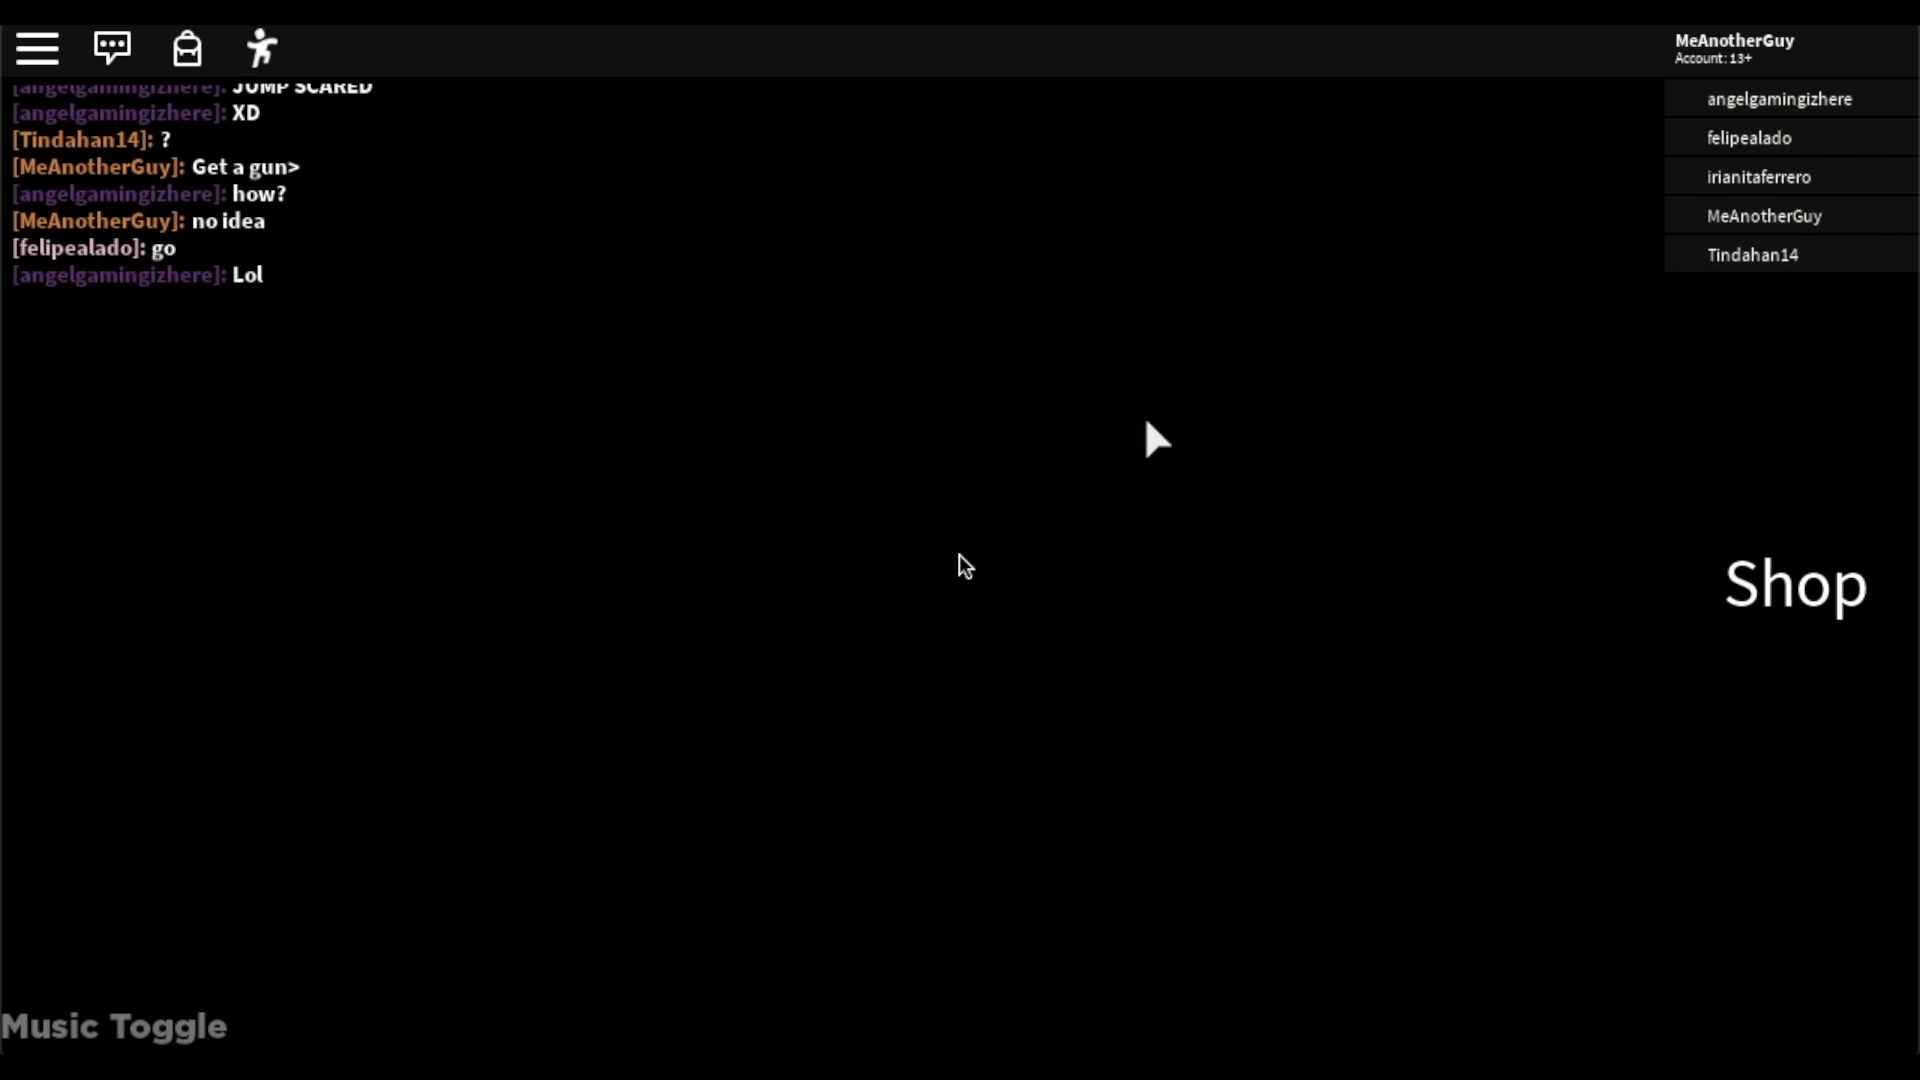 MeAnotherGuy
Account: 13+
[angelgamingizhere]: JUMP SCARED
[angelgamingizhere]: XD
[Tindahan14]: ?
[MeAnotherGuy]: Get a gun>
[angelgamingizhere]: how?
[MeAnotherGuy]: no idea
[felipealado]: go
[angelgamingizhere]: Lol
angelgamingizhere
felipealado
irianitaferrero
MeAnotherGuy
Tindahan14
Shop
Music Toggle